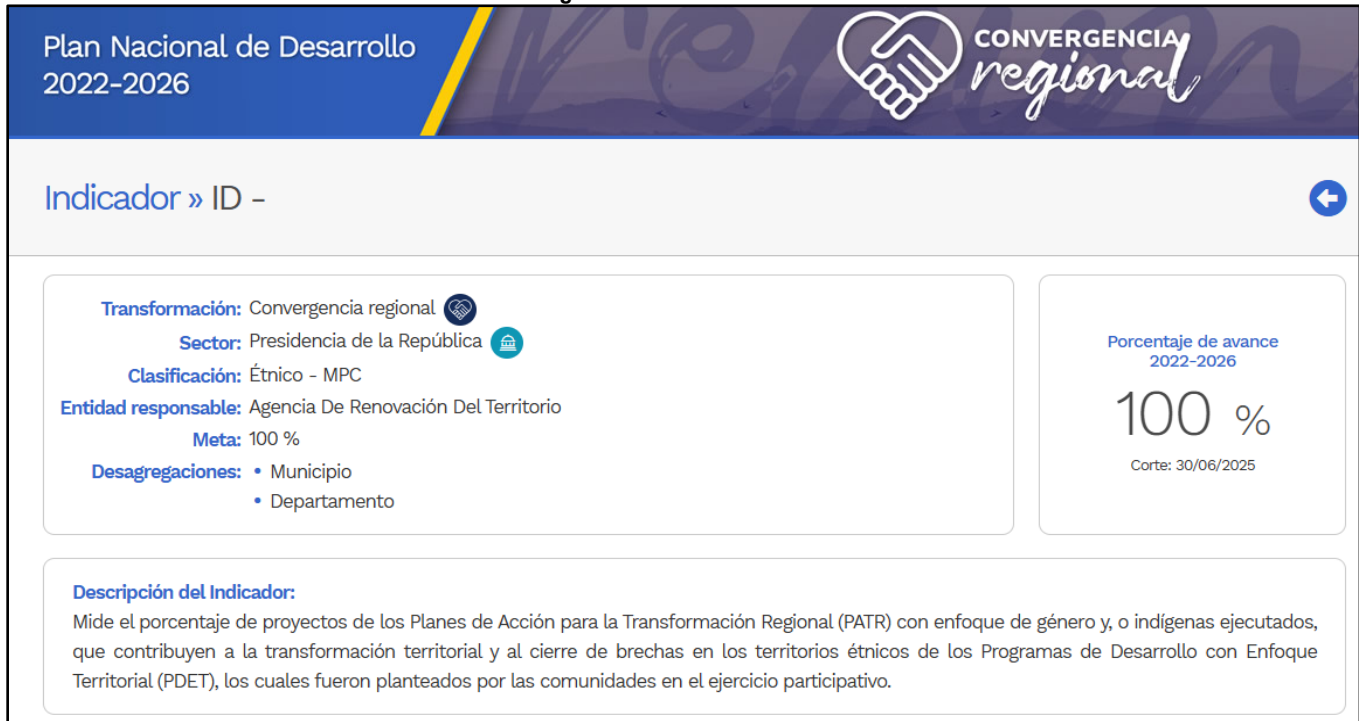 Plan Nacional de Desarrollo
2022-2026
CONVERGENCIA
regional
Indicador » ID -
Transformación: Convergencia regional
Sector: Presidencia de la República
Clasificación: Étnico - MPC
Entidad responsable: Agencia De Renovación Del Territorio
Meta: 100 %
Desagregaciones: • Municipio
• Departamento
Porcentaje de avance
2022-2026
100 %
Corte: 30/06/2025
Descripción del Indicador:
Mide el porcentaje de proyectos de los Planes de Acción para la Transformación Regional (PATR) con enfoque de género y, o indígenas ejecutados,
que contribuyen a la transformación territorial y al cierre de brechas en los territorios étnicos de los Programas de Desarrollo con Enfoque
Territorial (PDET), los cuales fueron planteados por las comunidades en el ejercicio participativo.